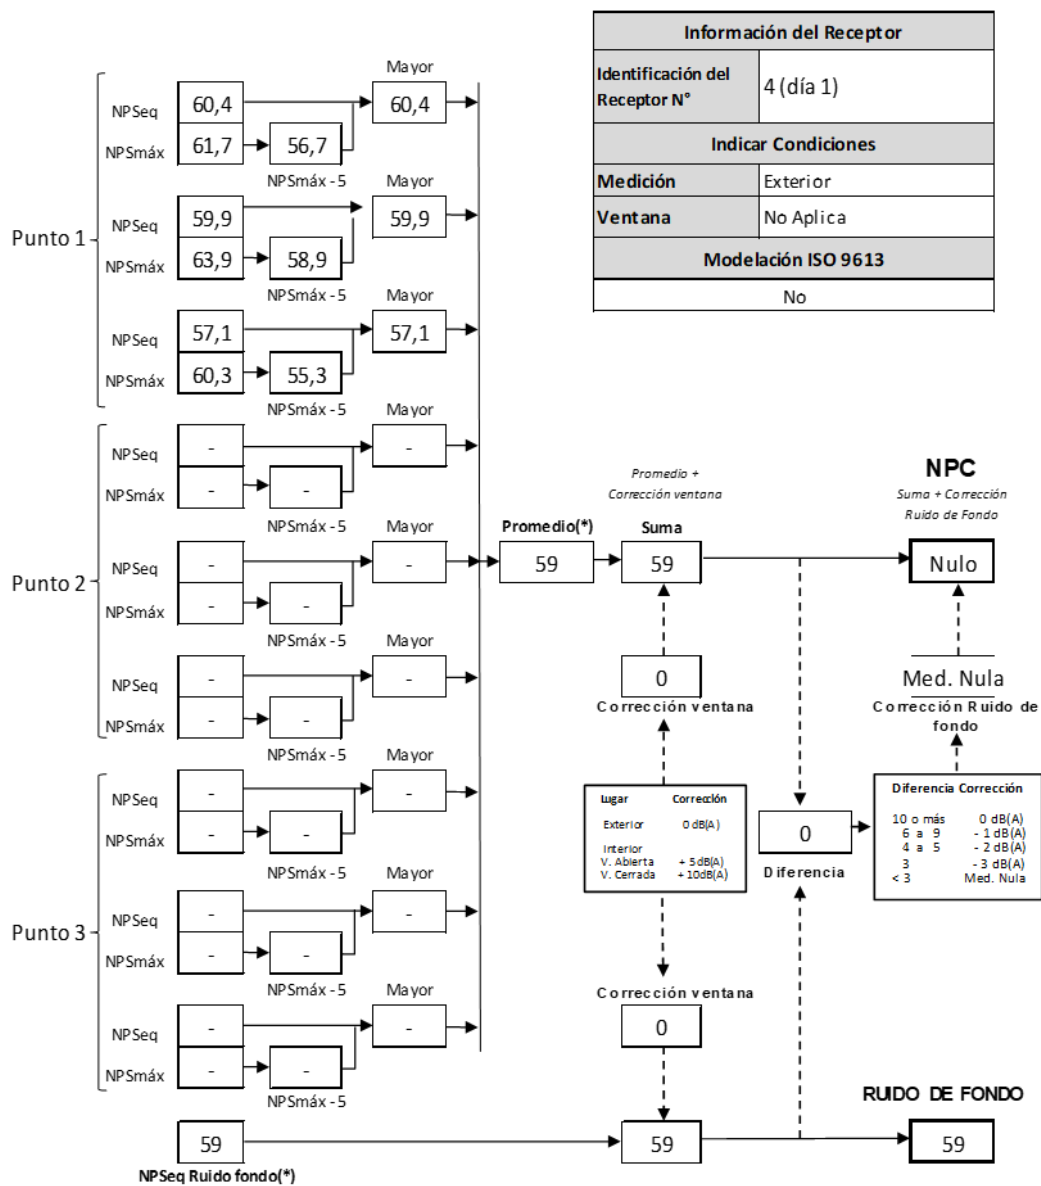 Información del Receptor
Identificación del Receptor N°
4 (día 1)
Indicar Condiciones
Medición
Exterior
Ventana
No Aplica
Modelación ISO 9613
No
Punto 1
Mayor
NPSeq
60,4
60,4
NPSmáx
61,7
56,7
NPSmáx - 5
Mayor
NPSeq
59,9
59,9
NPSmáx
63,9
58,9
NPSmáx - 5
Mayor
NPSeq
57,1
57,1
NPSmáx
60,3
55,3
NPSmáx - 5
Punto 2
Mayor
NPSeq
-
-
NPSmáx
-
-
NPSmáx - 5
Mayor
NPSeq
-
-
NPSmáx
-
-
NPSmáx - 5
Mayor
NPSeq
-
-
NPSmáx
-
-
NPSmáx - 5
Punto 3
Mayor
NPSeq
-
-
NPSmáx
-
-
NPSmáx - 5
Mayor
NPSeq
-
-
NPSmáx
-
-
NPSmáx - 5
Mayor
NPSeq
-
-
NPSmáx
-
-
NPSmáx - 5
59
NPSeq Ruido fondo(*)
Promedio(*)
59
Promedio +
Corrección ventana
Suma
59
0
Corrección ventana
Lugar Corrección
Exterior 0 dB(A)
Interior
V. Abierta + 5dB(A)
V. Cerrada + 10dB(A)
Corrección ventana
0
59
0
Diferencia
NPC
Suma + Corrección
Ruido de Fondo
Nulo
Med. Nula
Corrección Ruido de
fondo
Diferencia Corrección
10 o más 0 dB(A)
6 a 9 - 1 dB(A)
4 a 5 - 2 dB(A)
3 - 3 dB(A)
< 3 Med. Nula
RUIDO DE FONDO
59